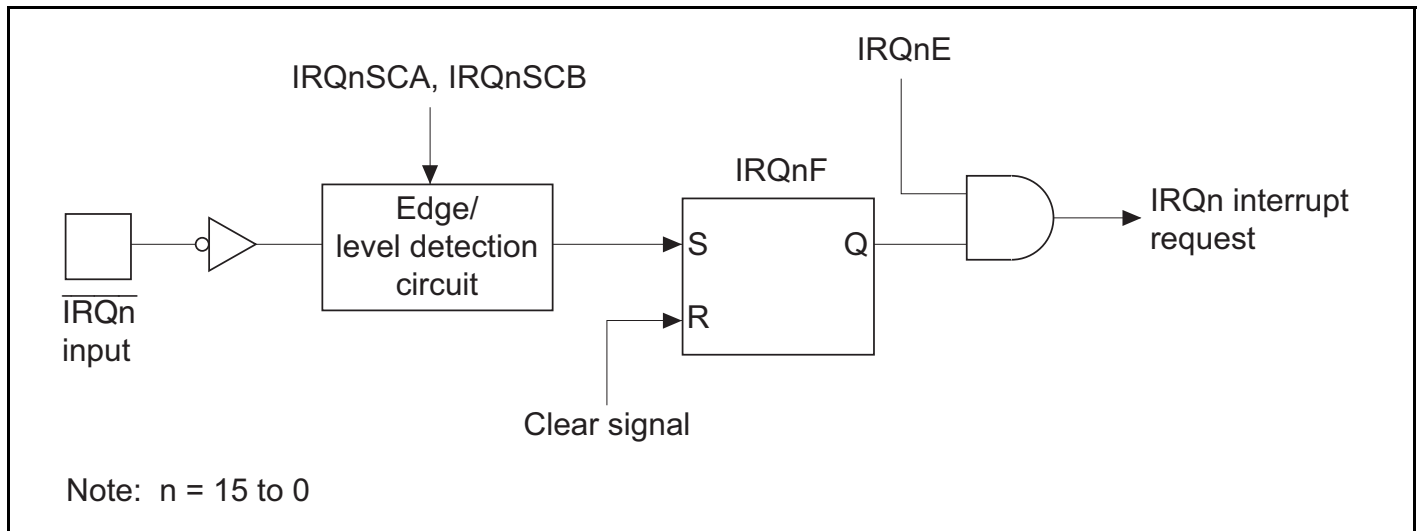 IRQnE
IRQnSCA, IRQnSCB
IRQnF
Edge/
level detection
circuit
IRQn interrupt
request
S
Q
R
IRQn
input
Clear signal
Note: n = 15 to 0